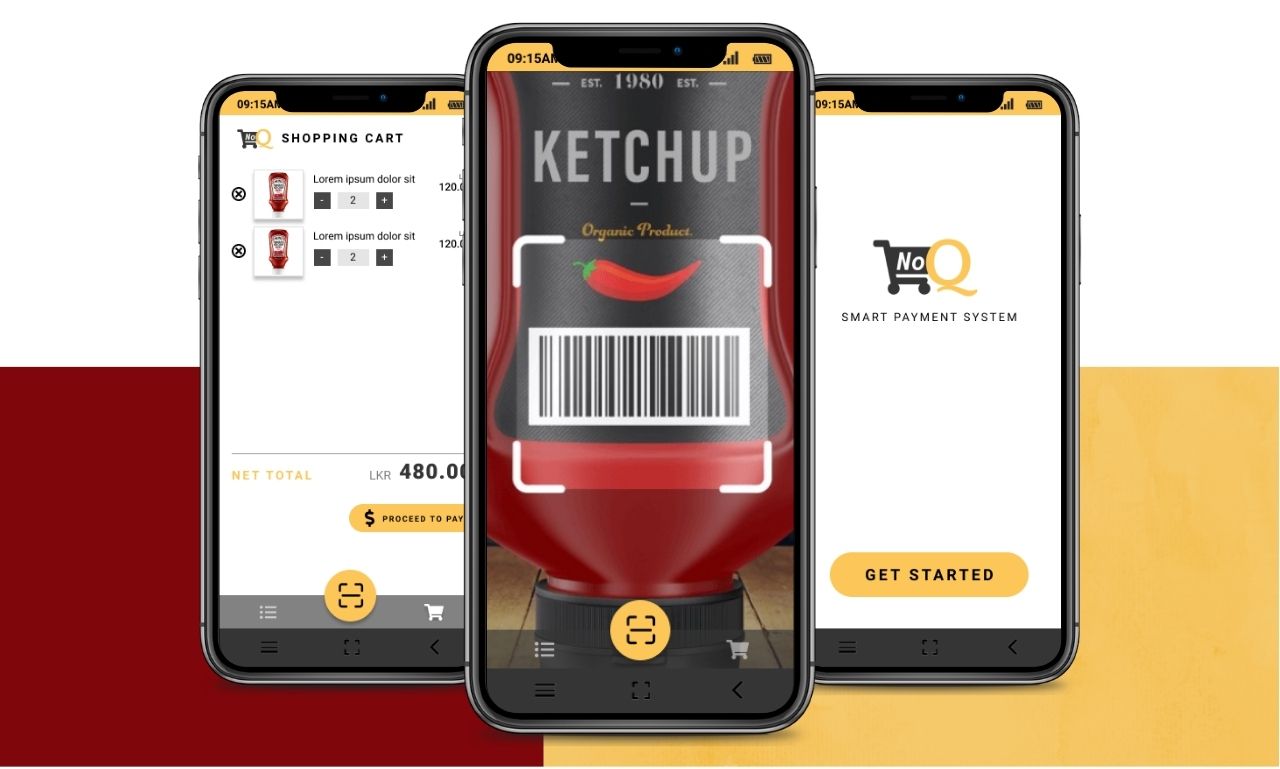 09:15AM
NoQ SHOPPING CART
Lorem ipsum dolor sit
120.0
- 2 +
Lorem ipsum dolor sit
120.0
- 2 +
NET TOTAL LKR 480.00
$ PROCEED TO PAY
09:15AM
EST. 1980 EST.
KETCHUP
Organic Product.
09:15AM
NoQ
SMART PAYMENT SYSTEM
GET STARTED